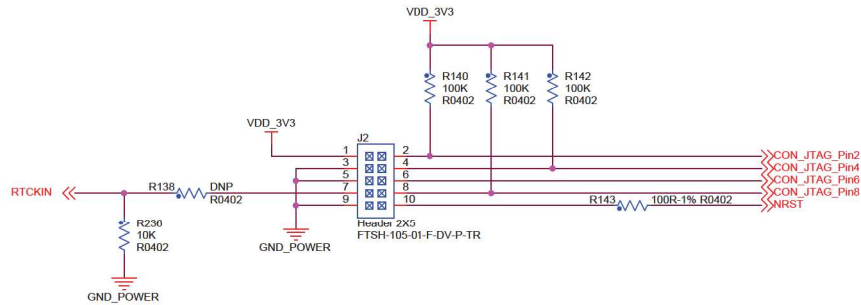 VDD_3V3
R140
100K
R0402
R141
100K
R0402
R142
100K
R0402
VDD_3V3
J2
1 2
3 4
5 6
7 8
9 10
CON_JTAG_Pin2
CON_JTAG_Pin4
CON_JTAG_Pin6
CON_JTAG_Pin8
NRST
RTCKIN
R138 DNP
R0402
R143 100R-1% R0402
R230
10K
R0402
Header 2X5
FTSH-105-01-F-DV-P-TR
GND_POWER
GND_POWER